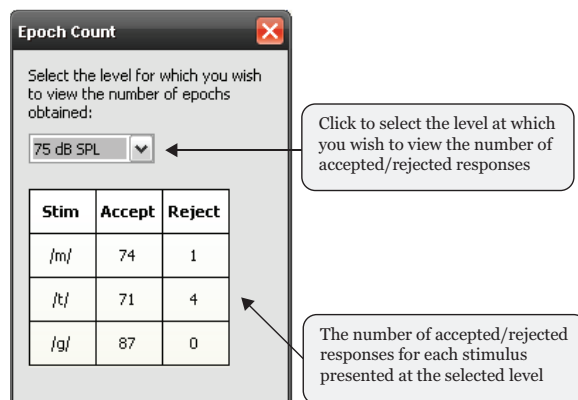 Epoch Count
Select the level for which you wish
to view the number of epochs
obtained:
75 dB SPL
Click to select the level at which
you wish to view the number of
accepted/rejected responses
Stim Accept Reject
/m/ 74 1
/t/ 71 4
/g/ 87 0
The number of accepted/rejected
responses for each stimulus
presented at the selected level